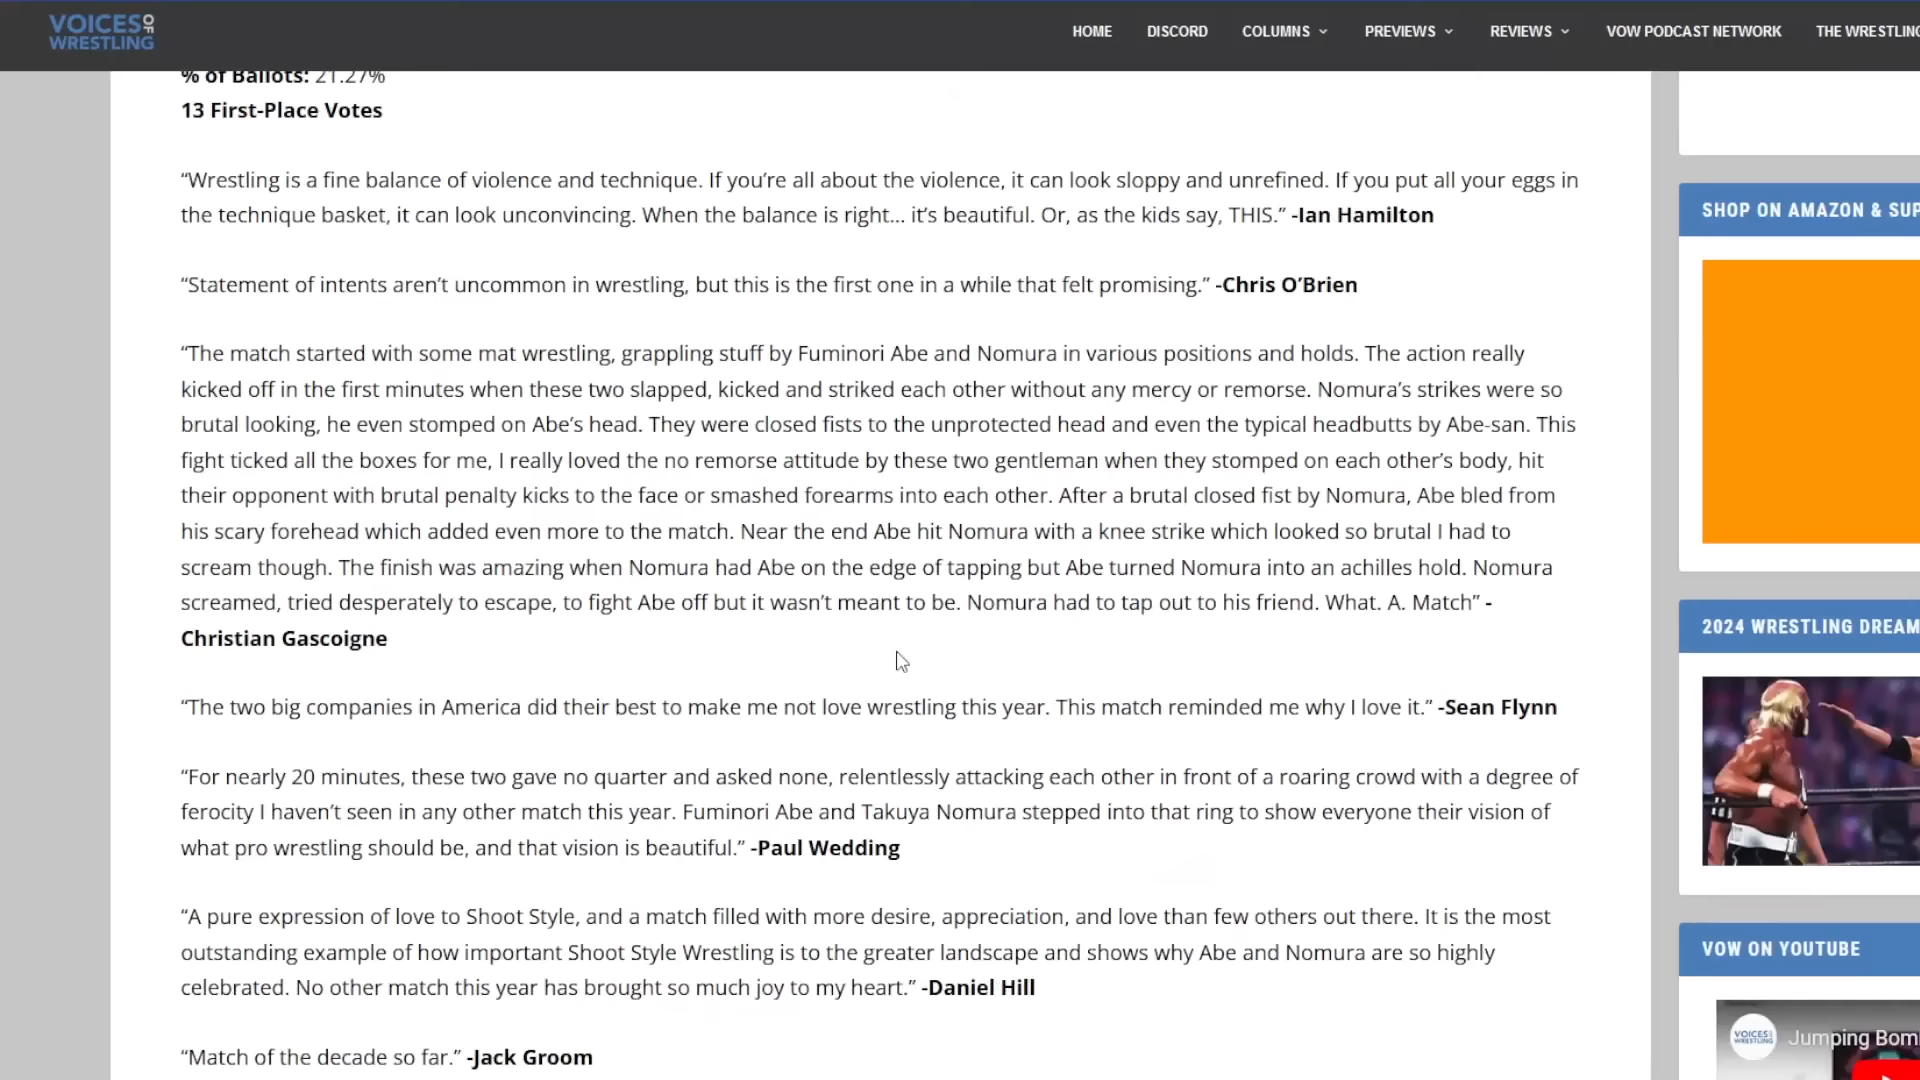 VOICES OF WRESTLING
HOME DISCORD COLUMNS PREVIEWS REVIEWS VOW PODCAST NETWORK THE WRESTLING
% of Ballots: 21.27%
13 First-Place Votes
“Wrestling is a fine balance of violence and technique. If you’re all about the violence, it can look sloppy and unrefined. If you put all your eggs in
the technique basket, it can look unconvincing. When the balance is right… it’s beautiful. Or, as the kids say, THIS.” -Ian Hamilton
“Statement of intents aren’t uncommon in wrestling, but this is the first one in a while that felt promising.” -Chris O’Brien
“The match started with some mat wrestling, grappling stuff by Fuminori Abe and Nomura in various positions and holds. The action really
kicked off in the first minutes when these two slapped, kicked and striked each other without any mercy or remorse. Nomura’s strikes were so
brutal looking, he even stomped on Abe’s head. They were closed fists to the unprotected head and even the typical headbutts by Abe-san. This
fight ticked all the boxes for me, I really loved the no remorse attitude by these two gentleman when they stomped on each other’s body, hit
their opponent with brutal penalty kicks to the face or smashed forearms into each other. After a brutal closed fist by Nomura, Abe bled from
his scary forehead which added even more to the match. Near the end Abe hit Nomura with a knee strike which looked so brutal I had to
scream though. The finish was amazing when Nomura had Abe on the edge of tapping but Abe turned Nomura into an achilles hold. Nomura
screamed, tried desperately to escape, to fight Abe off but it wasn’t meant to be. Nomura had to tap out to his friend. What. A. Match” -
Christian Gascoigne
“The two big companies in America did their best to make me not love wrestling this year. This match reminded me why I love it.” -Sean Flynn
“For nearly 20 minutes, these two gave no quarter and asked none, relentlessly attacking each other in front of a roaring crowd with a degree of
ferocity I haven’t seen in any other match this year. Fuminori Abe and Takuya Nomura stepped into that ring to show everyone their vision of
what pro wrestling should be, and that vision is beautiful.” -Paul Wedding
“A pure expression of love to Shoot Style, and a match filled with more desire, appreciation, and love than few others out there. It is the most
outstanding example of how important Shoot Style Wrestling is to the greater landscape and shows why Abe and Nomura are so highly
celebrated. No other match this year has brought so much joy to my heart.” -Daniel Hill
“Match of the decade so far.” -Jack Groom
SHOP ON AMAZON & SUP
2024 WRESTLING DREAM
VOW ON YOUTUBE
VOICES OF WRESTLING
Jumping Bom